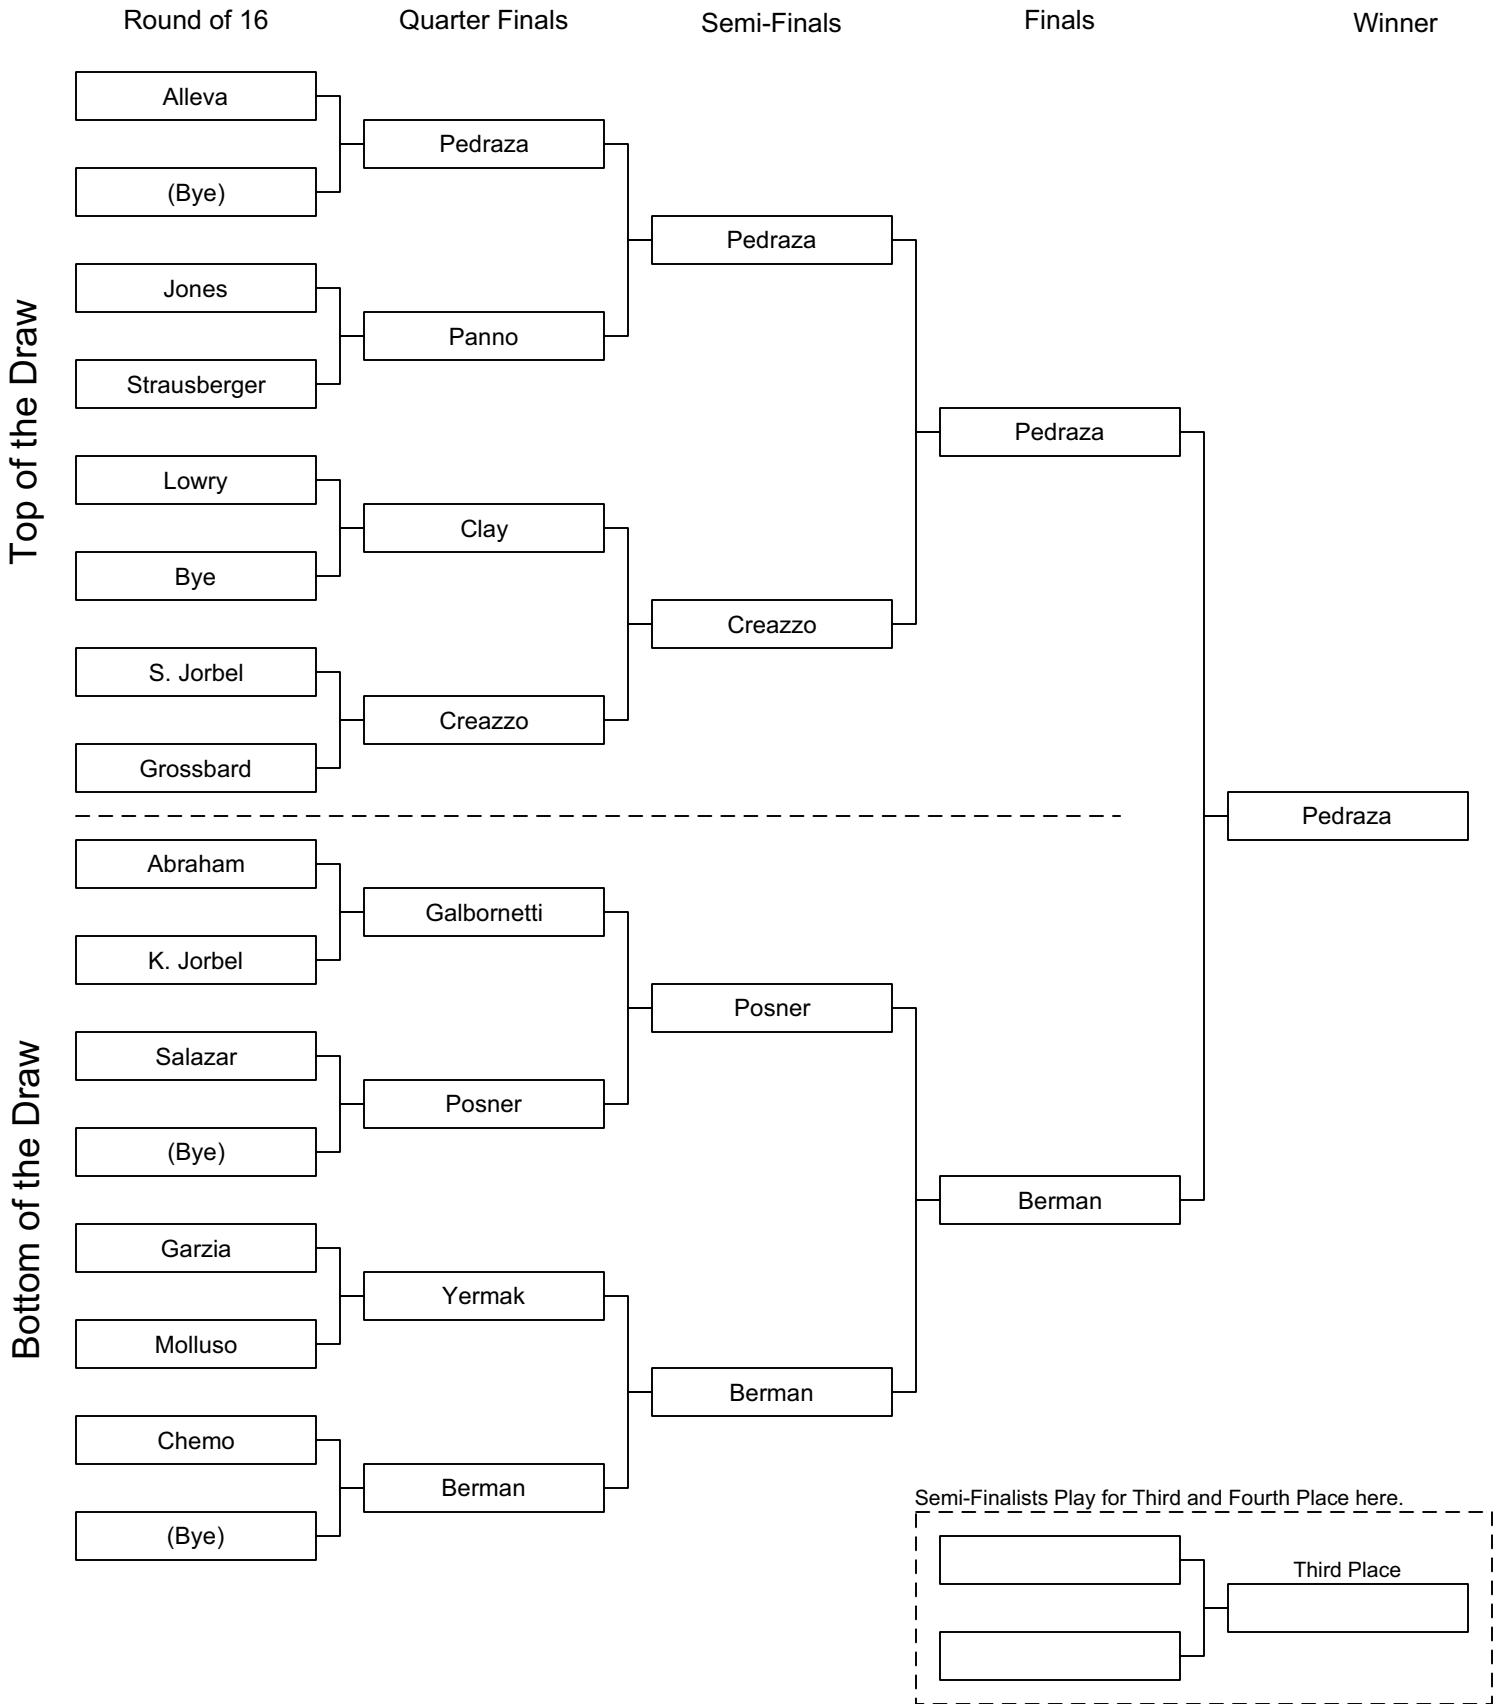 Round of 16
Quarter Finals
Semi-Finals
Finals
Winner
Top of the Draw
Alleva
(Bye)
Jones
Strausberger
Lowry
Bye
S. Jorbel
Grossbard
Pedraza
Panno
Clay
Creazzo
Pedraza
Creazzo
Pedraza
Pedraza
Bottom of the Draw
Abraham
K. Jorbel
Salazar
(Bye)
Garzia
Molluso
Chemo
(Bye)
Galbornetti
Posner
Yermak
Berman
Posner
Berman
Berman
Semi-Finalists Play for Third and Fourth Place here.
Third Place